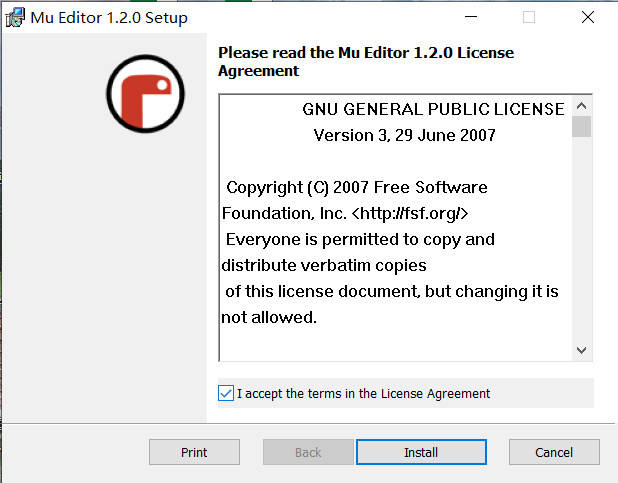 Mu Editor 1.2.0 Setup
Please read the Mu Editor 1.2.0 License
Agreement
GNU GENERAL PUBLIC LICENSE
Version 3, 29 June 2007
Copyright (C) 2007 Free Software
Foundation, Inc. <http://fsf.org/>
Everyone is permitted to copy and
distribute verbatim copies
of this license document, but changing it is
not allowed.
I accept the terms in the License Agreement
Print
Back
Install
Cancel